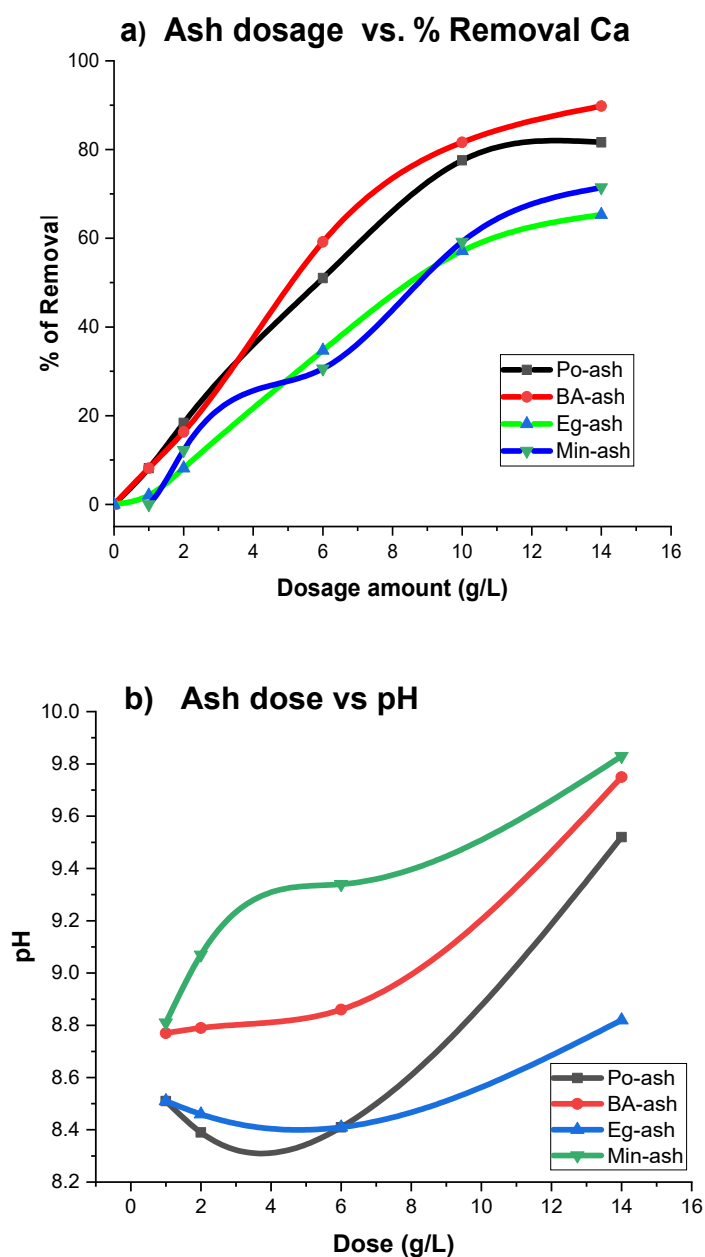 a) Ash dosage vs. % Removal Ca
100
80
60
40
20
0
% of Removal
Po-ash
BA-ash
Eg-ash
Min-ash
0 2 4 6 8 10 12 14 16
Dosage amount (g/L)
b) Ash dose vs pH
10.0
9.8
9.6
9.4
9.2
9.0
8.8
8.6
8.4
8.2
pH
Po-ash
BA-ash
Eg-ash
Min-ash
0 2 4 6 8 10 12 14 16
Dose (g/L)